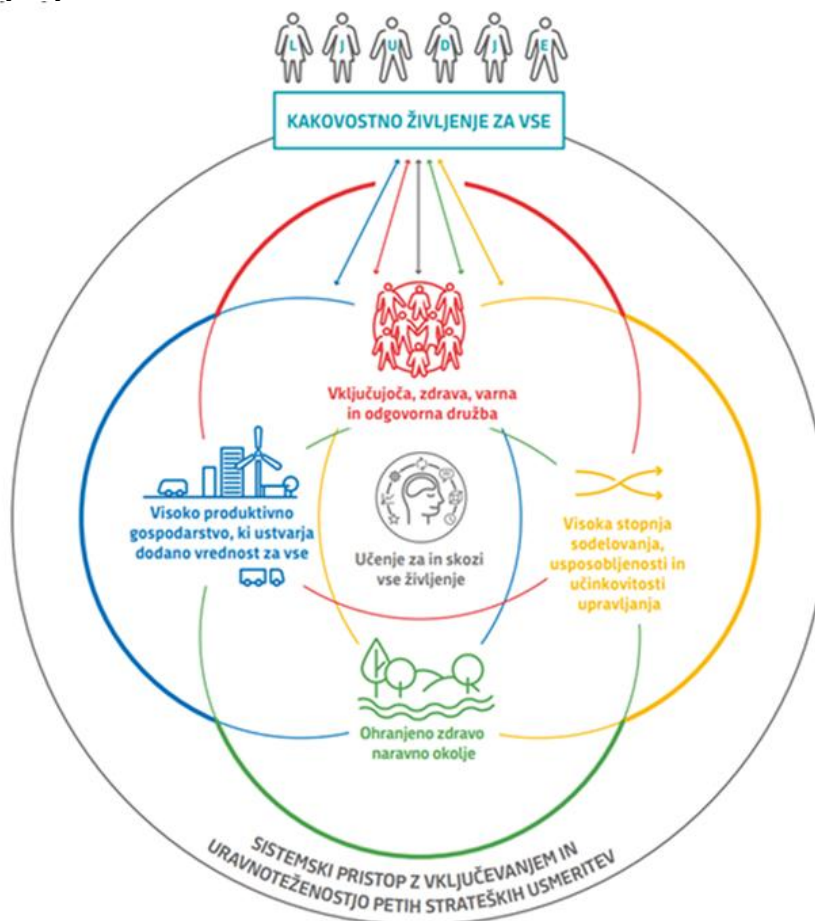 LJUDJE
KAKOVOSTNO ŽIVLJENJE ZA VSE
Vključujoča, zdrava, varna
in odgovorna družba
Visoko produktivno
gospodarstvo, ki ustvarja
dodano vrednost za vse
Učenje za in skozi
vse življenje
Visoka stopnja
sodelovanja,
usposobljenosti in
učinkovitosti
upravljanja
Ohranjeno zdravo
naravno okolje
SISTEMSKI PRISTOP Z VKLJUČEVANJEM IN
URAVNOTEŽENOSTJO PETIH STRATEŠKIH USMERITEV